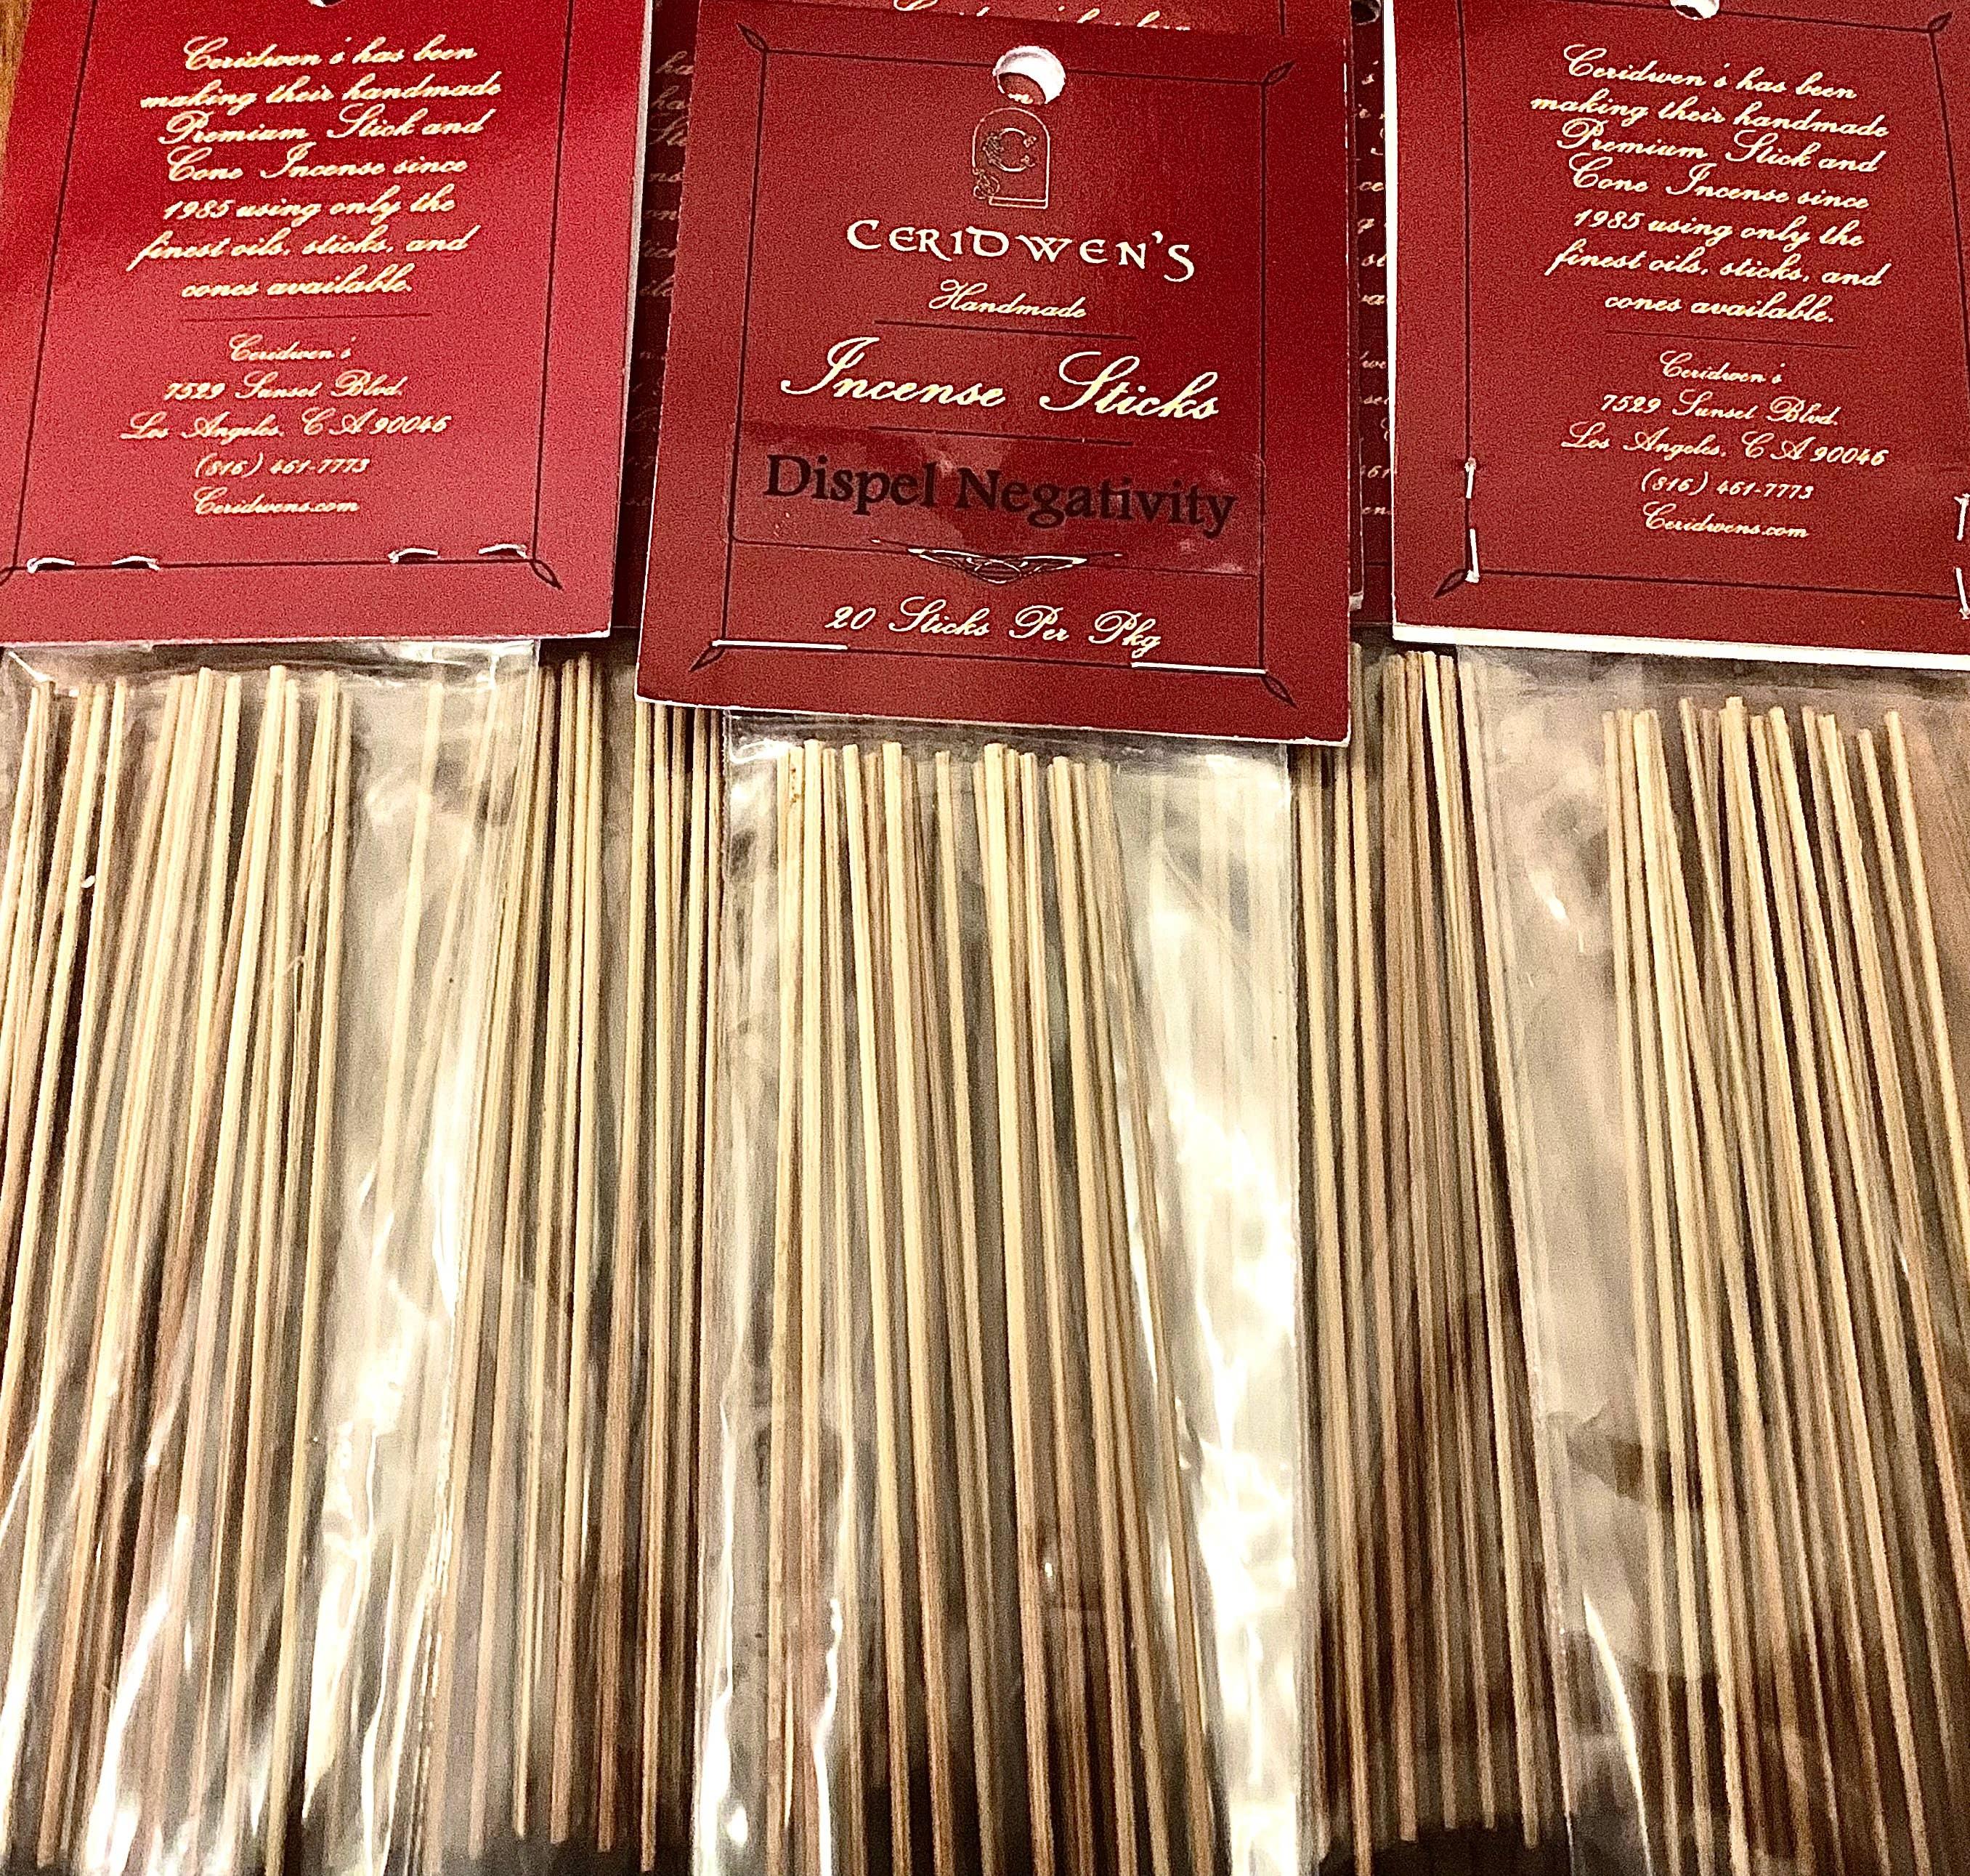 Ceridwen's has been
making their handmade
Premium Stick and
Cone Incense since
1985 using only the
finest oils, sticks, and
cones available.
Ceridwen's
7529 Sunset Blvd.
Los Angeles, CA 90046
(816) 461-7773
Ceridwens.com
C
CERIDWEN'S
Handmade
Incense Sticks
Dispel Negativity
20 Sticks Per Pkg
Ceridwen's has been
making their handmade
Premium Stick and
Cone Incense since
1985 using only the
finest oils, sticks, and
cones available.
Ceridwen's
7529 Sunset Blvd.
Los Angeles, CA 90046
(816) 461-7773
Ceridwens.com